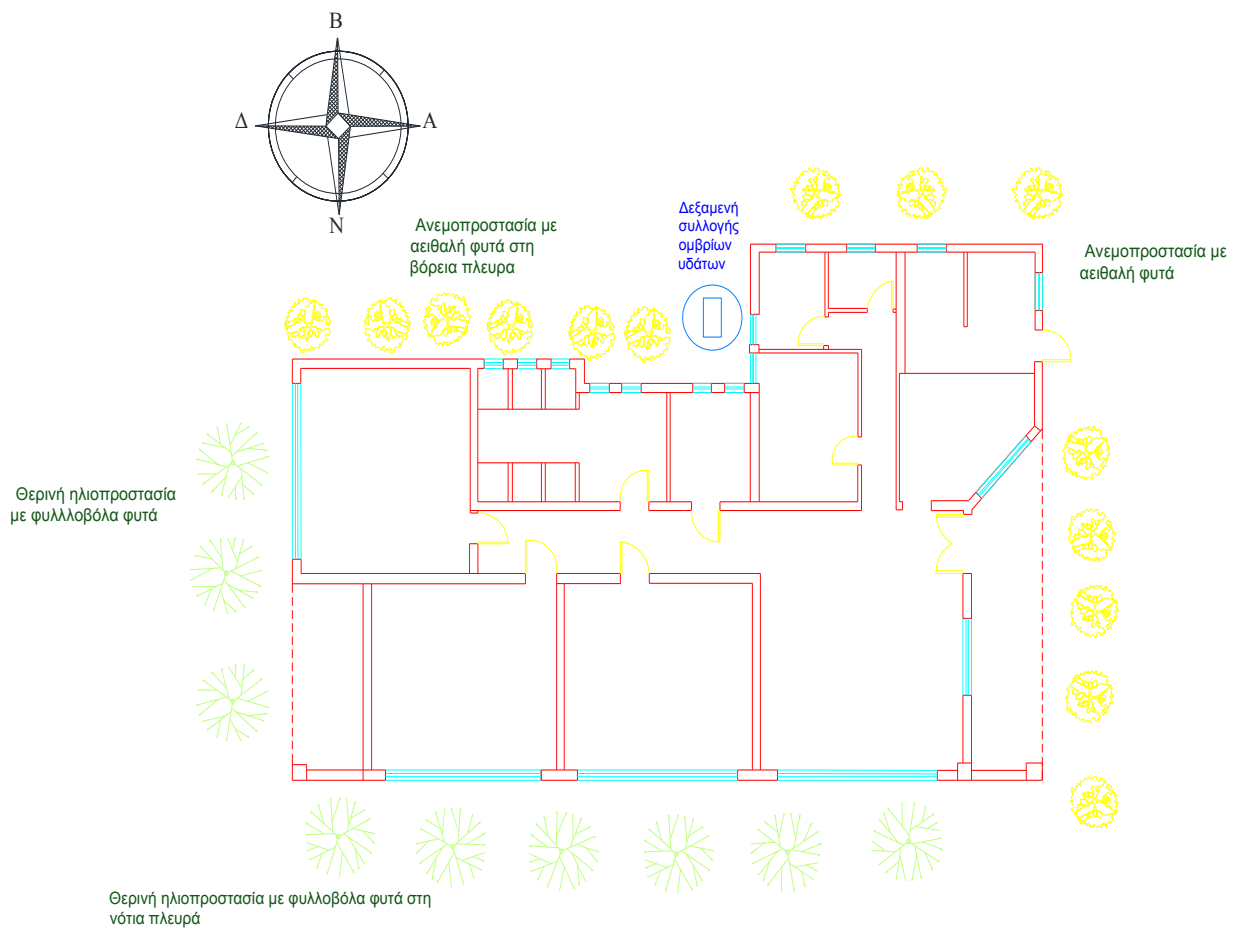 Β
Δ
Α
Ν
Ανεμοπροστασία με
αειθαλή φυτά στη
βόρεια πλευρα
Δεξαμενή
συλλογής
ομβρίων
υδάτων
Ανεμοπροστασία με
αειθαλή φυτά
Θερινή ηλιοπροστασία
με φυλλλοβόλα φυτά
Θερινή ηλιοπροστασία με φυλλοβόλα φυτά στη
νότια πλευρά